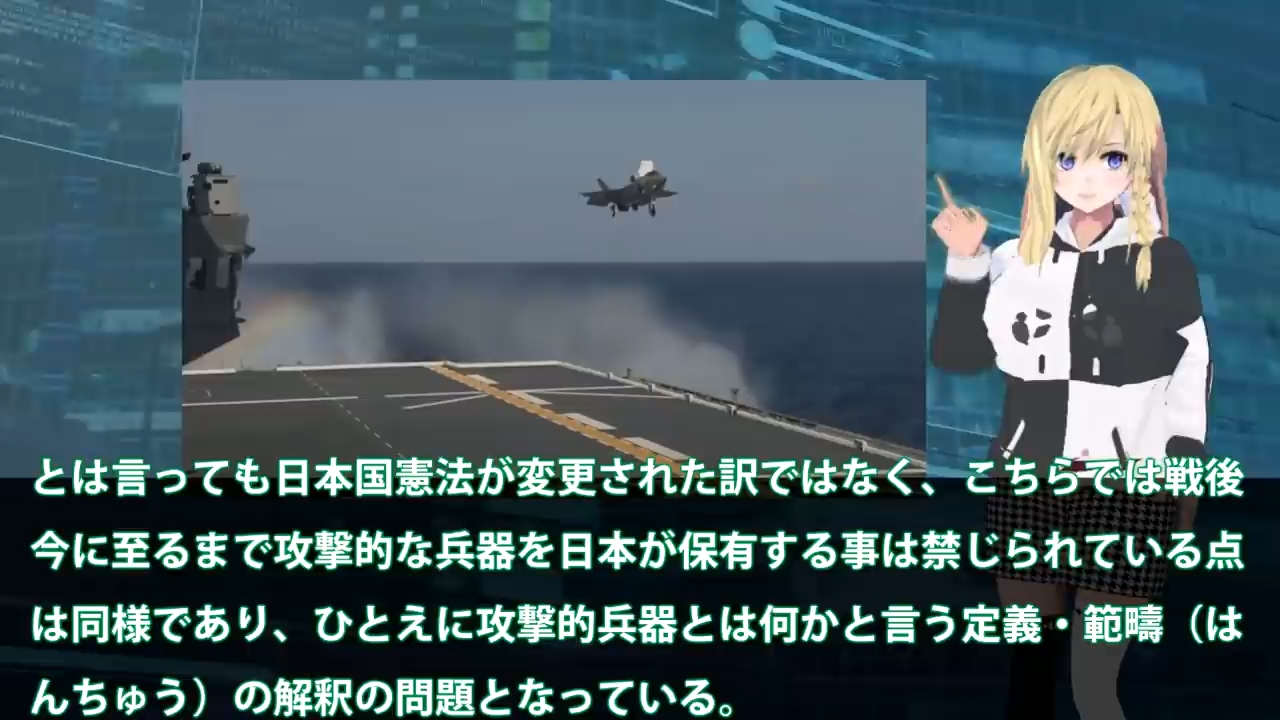 とは言っても日本国憲法が変更された訳ではなく、こちらでは戦後
今に至るまで攻撃的な兵器を日本が保有する事は禁じられている点
は同様であり、ひとえに攻撃的兵器とは何かと言う定義・範疇（は
んちゅう）の解釈の問題となっている。